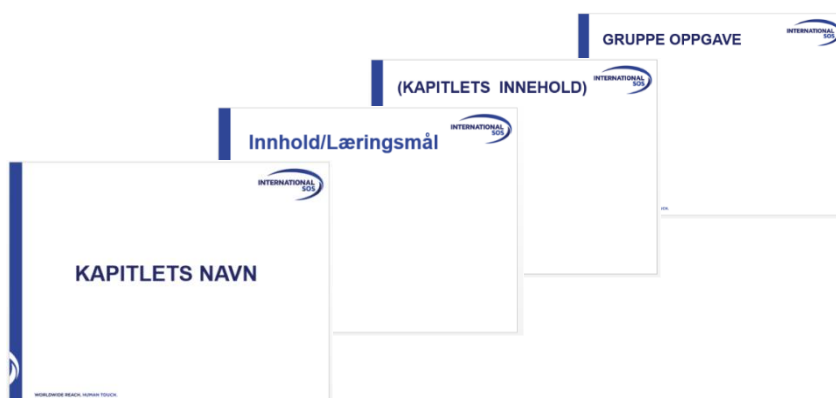 GRUPPE OPPGAVE
INTERNATIONAL
SOS
(KAPITLETS INNEHOLD)
INTERNATIONAL
SOS
Innhold/Læringsmål
INTERNATIONAL
SOS
INTERNATIONAL
SOS
KAPITLETS NAVN
WORLDWIDE REACH. HUMAN TOUCH.